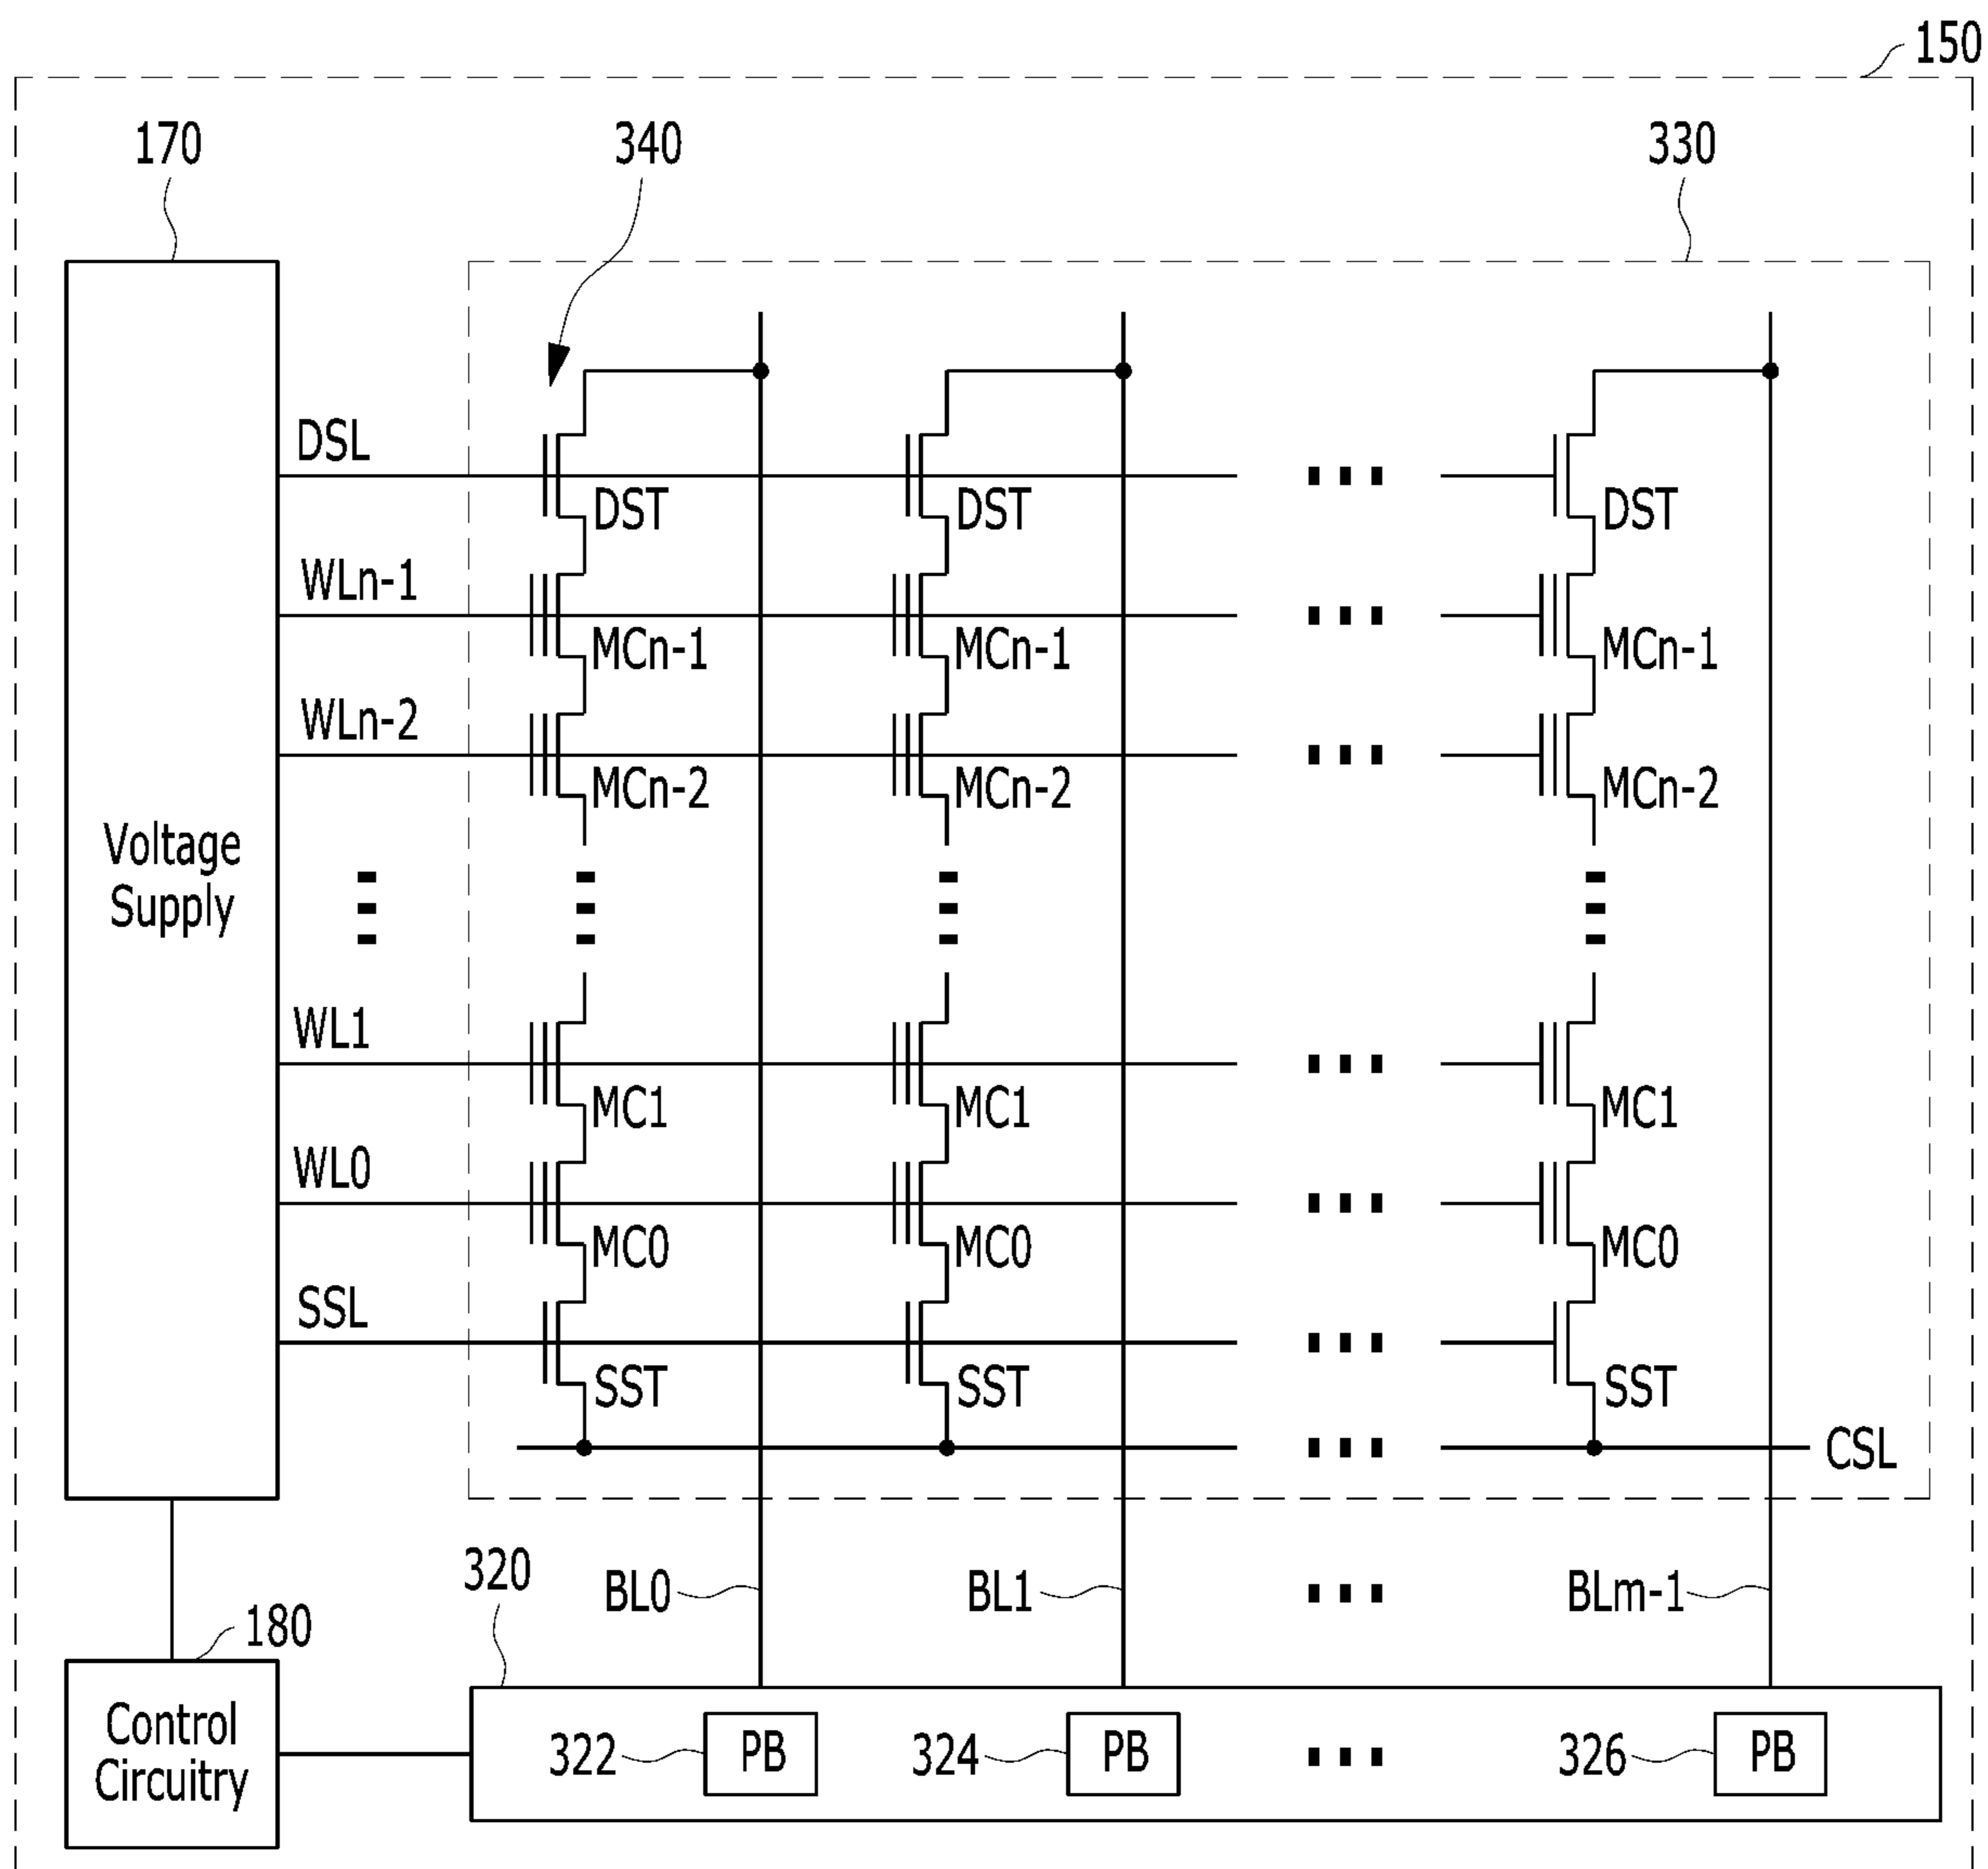 150
170
340
330
DSL
DST
DST
DST
WLn-1
MCn-1
MCn-1
MCn-1
WLn-2
MCn-2
MCn-2
MCn-2
Voltage
Supply
WL1
MC1
MC1
MC1
WL0
MC0
MC0
MC0
SSL
SST
SST
SST
CSL
320
BL0
BL1
BLm-1
180
Control
Circuitry
322
PB
324
PB
326
PB